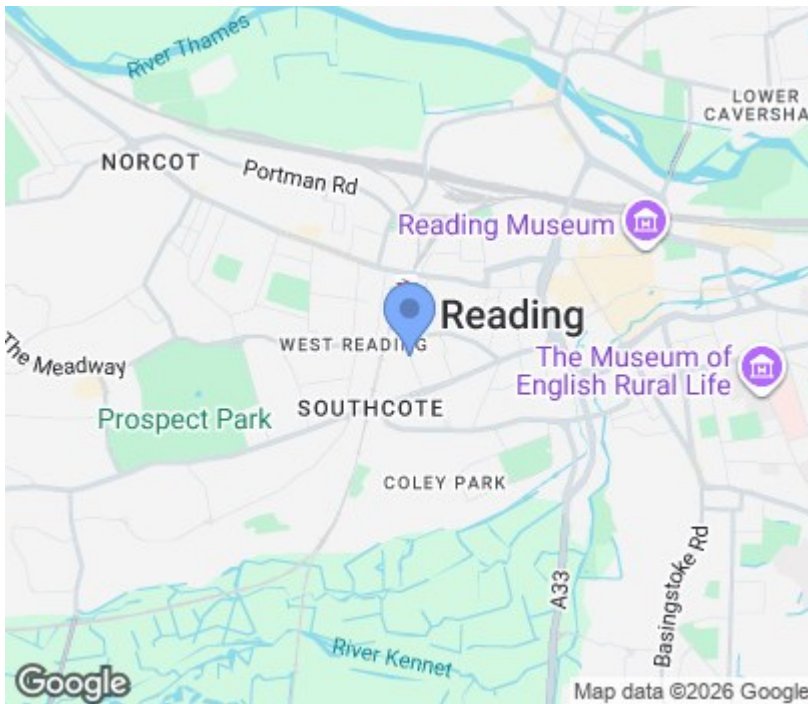 River Thames
LOWER
CAVERSHA
NORCOT
Portman Rd
Reading Museum
Reading
WEST READING
The Meadway
The Museum of
English Rural Life
SOUTHCOTE
Prospect Park
COLEY PARK
A33
Basingstoke Rd
River Kennet
Google
Map data ©2026 Google